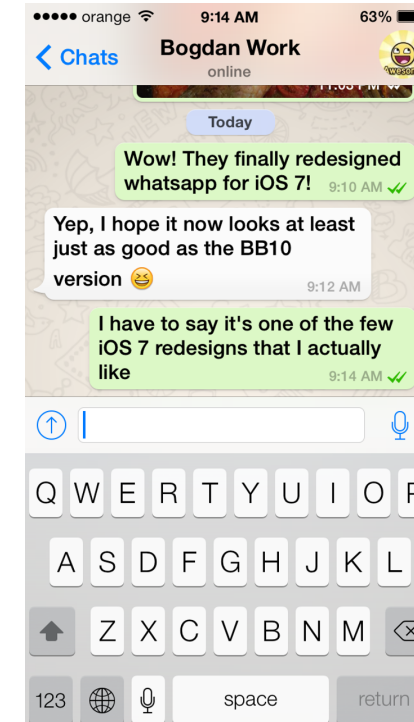 orange 9:14 AM 63%
Chats Bogdan Work
online
Today
Wow! They finally redesigned
whatsapp for iOS 7! 9:10 AM
Yep, I hope it now looks at least
just as good as the BB10
version
9:12 AM
I have to say it's one of the few
iOS 7 redesigns that I actually
like 9:14 AM
Q W E R T Y U I O P
A S D F G H J K L
Z X C V B N M
123 space return